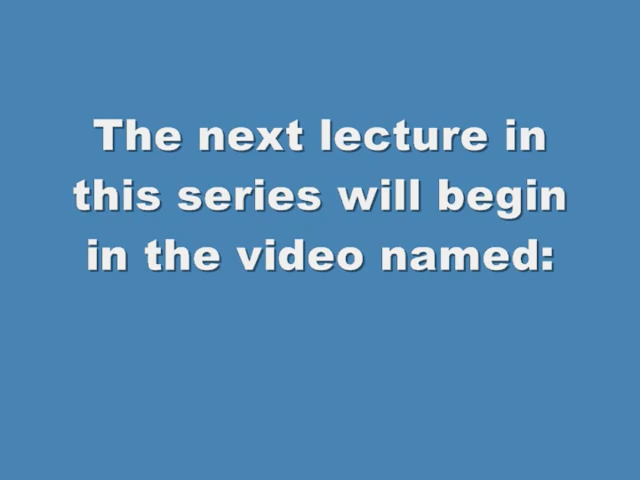 The next lecture in
this series will begin
in the video named: